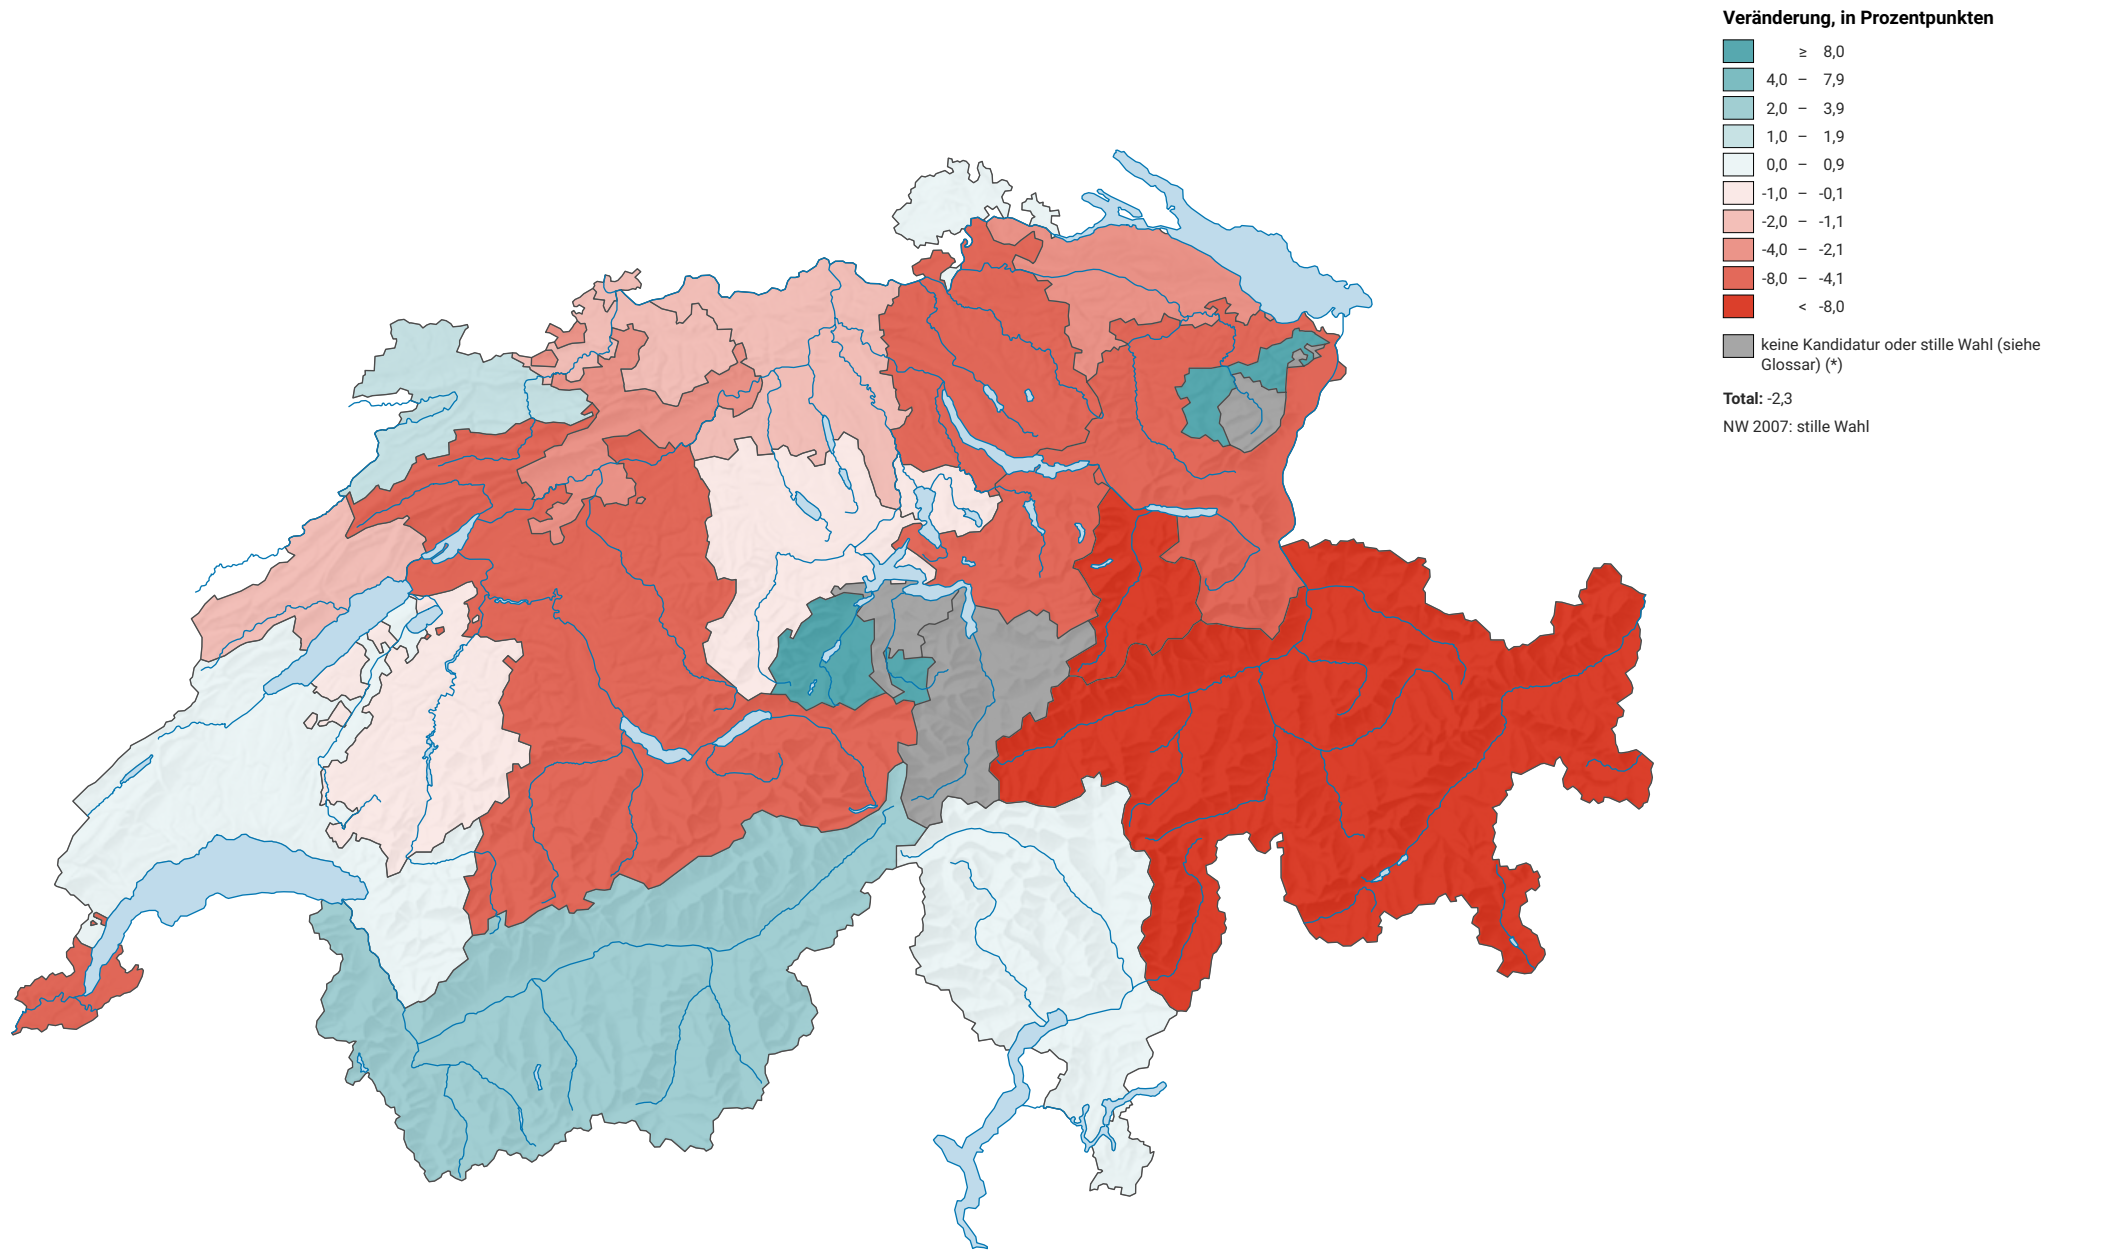 Veränderung, in Prozentpunkten
≥ 8,0
4,0 – 7,9
2,0 – 3,9
1,0 – 1,9
0,0 – 0,9
-1,0 – -0,1
-2,0 – -1,1
-4,0 – -2,1
-8,0 – -4,1
< -8,0
keine Kandidatur oder stille Wahl (siehe
Glossar) (*)
Total: -2,3
NW 2007: stille Wahl